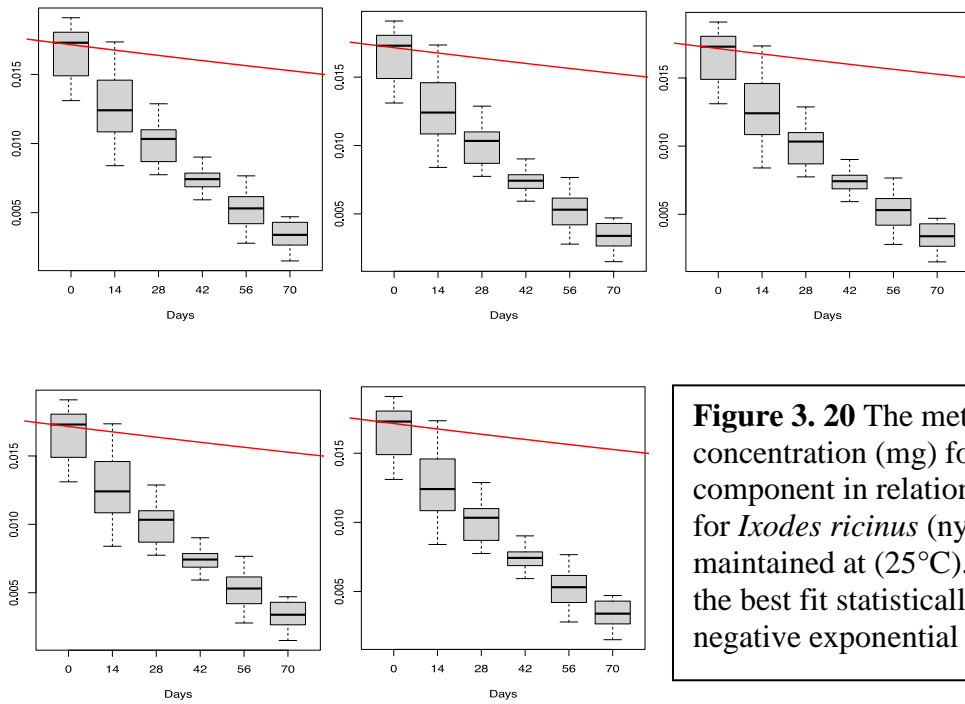 0.005 0.010 0.015
0 14 28 42 56 70
Days
0.005 0.010 0.015
0 14 28 42 56 70
Days
0.005 0.010 0.015
0 14 28 42 56 70
Days
0.005 0.010 0.015
0 14 28 42 56 70
Days
0.005 0.010 0.015
0 14 28 42 56 70
Days
Figure 3. 20 The met
concentration (mg) fo
component in relation
for Ixodes ricinus (ny
maintained at (25°C).
the best fit statisticall
negative exponential